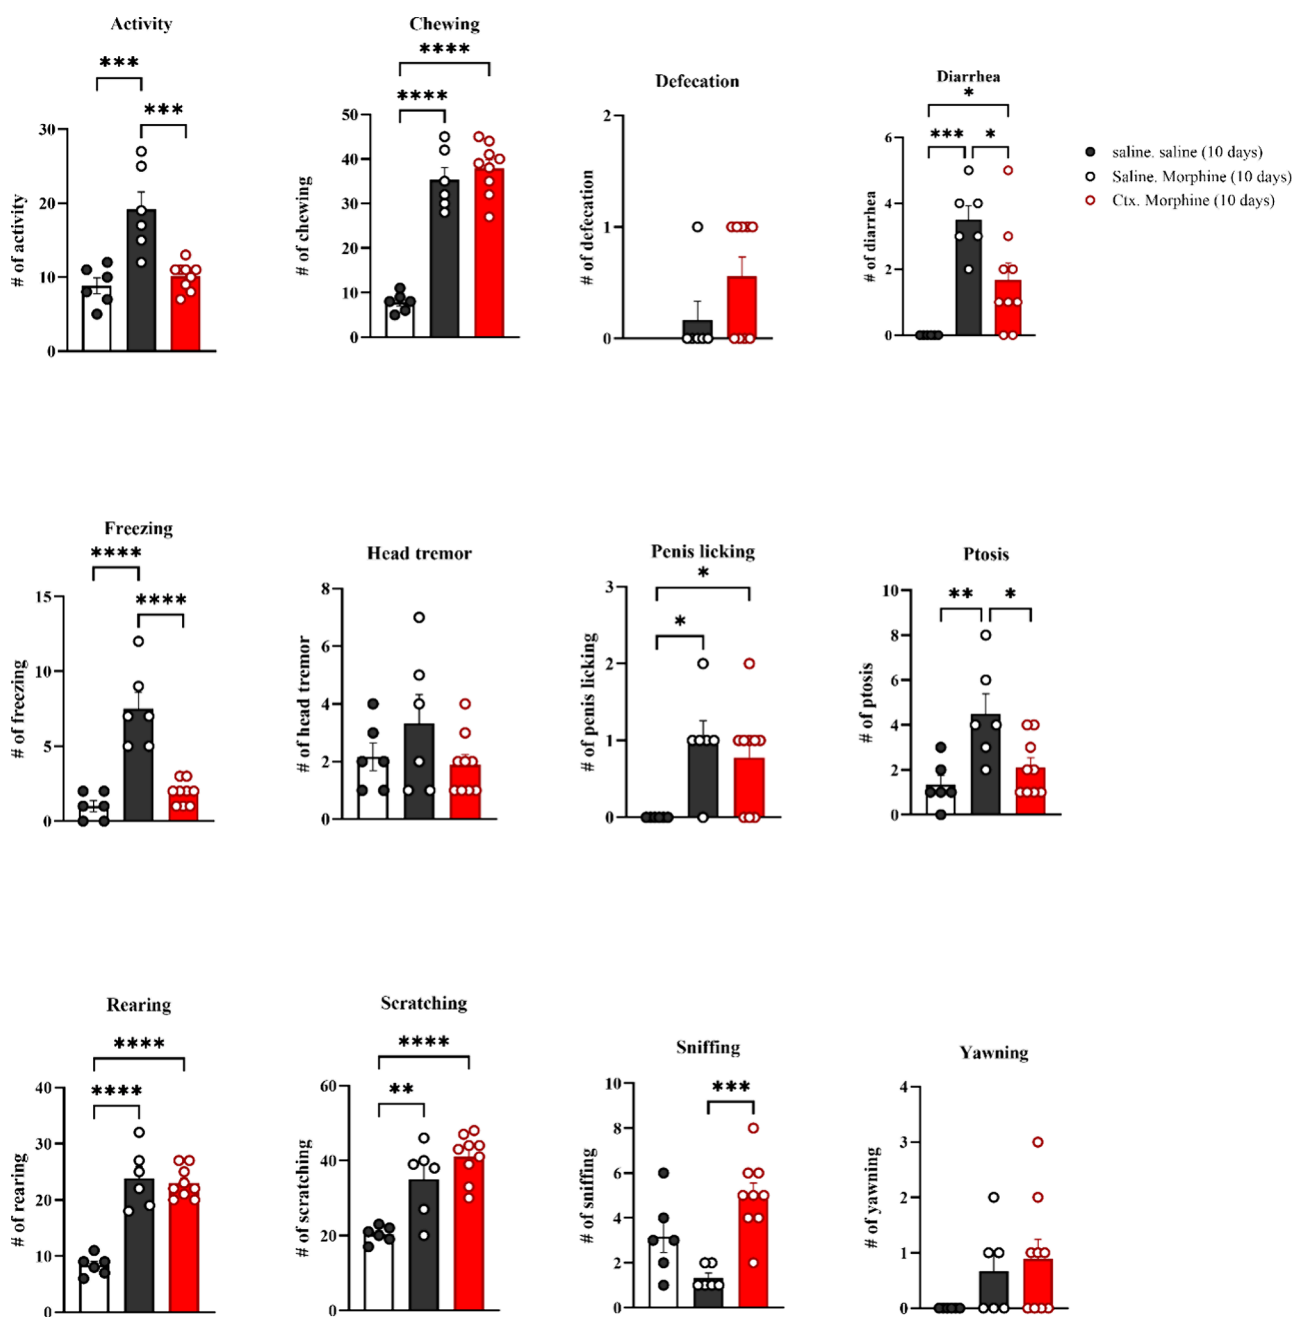 Activity
***
***
30
20
10
0
# of activity
Chewing
****
****
50
40
30
20
10
0
# of chewing
Defecation
2
1
0
# of defecation
Diarrhea
*
***
*
6
4
2
0
# of diarrhea
saline. saline (10 days)
Saline. Morphine (10 days)
Ctx. Morphine (10 days)
Freezing
****
****
15
10
5
0
# of freezing
Head tremor
8
6
4
2
0
# of head tremor
Penis licking
*
*
3
2
1
0
# of penis licking
Ptosis
**
*
10
8
6
4
2
0
# of ptosis
Rearing
****
****
40
30
20
10
0
# of rearing
Scratching
****
**
60
40
20
0
# of scratching
Sniffing
***
10
8
6
4
2
0
# of sniffing
Yawning
4
3
2
1
0
# of yawning